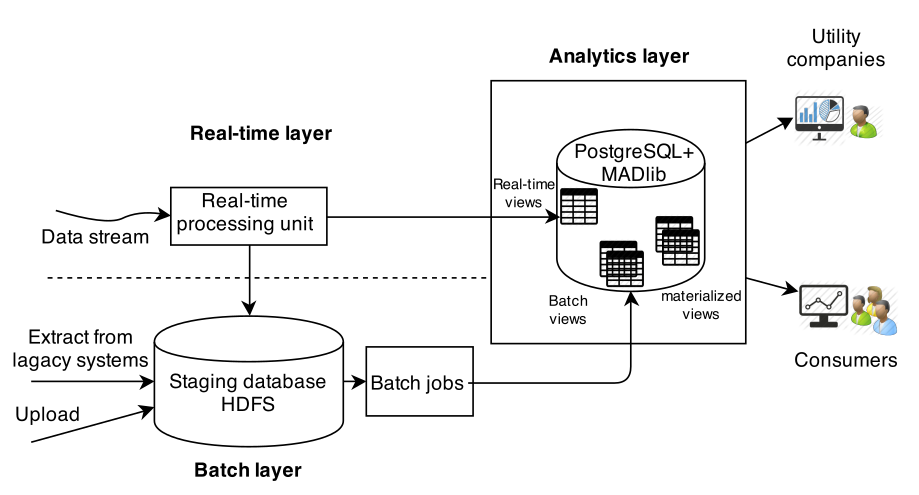 Utility
companies
Analytics layer
Real-time layer
PostgreSQL+
MADlib
Real-time
views
Real-time
processing unit
Data stream
Batch
views
materialized
views
Extract from
lagacy systems
Consumers
Staging database
HDFS
Batch jobs
Upload
Batch layer